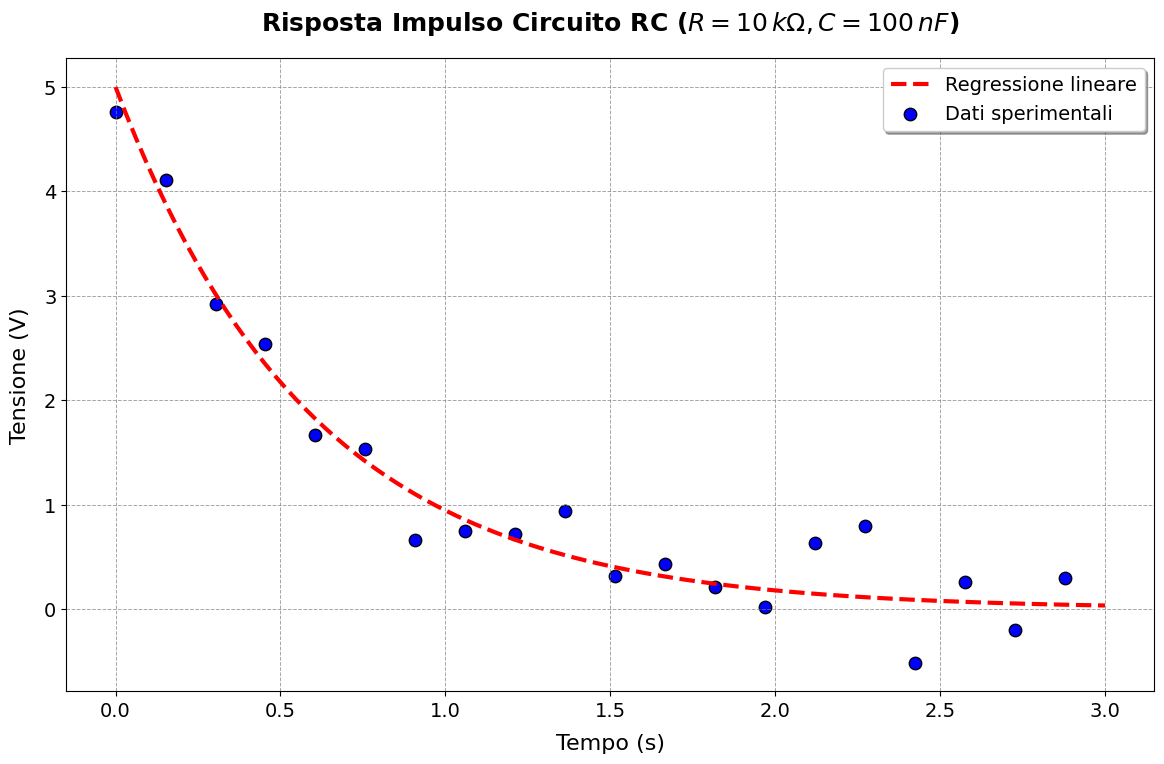 Risposta Impulso Circuito RC (R = 10 kΩ, C = 100 nF)
Regressione lineare
Dati sperimentali
Tensione (V)
5
4
3
2
1
0
0.0 0.5 1.0 1.5 2.0 2.5 3.0
Tempo (s)